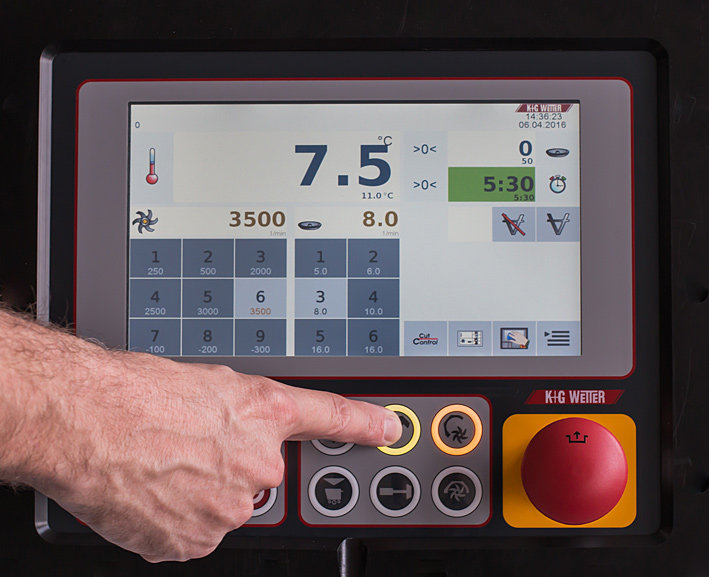 K+G WETTER
14:36:23
06.04.2016
0
°C
7.5
11.0 °C
>0<
0
50
>0<
5:30
5:30
3500
1/min
8.0
1/min
1 2 3 1 2
250 500 2000 5.0 6.0
4 5 6 3 4
2500 3000 3500 8.0 10.0
7 8 9 5 6
-100 -200 -300 16.0 16.0
Cut
Control
K+G WETTER